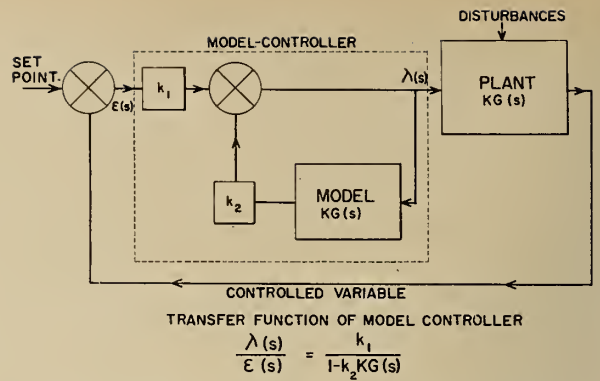 DISTURBANCES
MODEL-CONTROLLER
SET
POINT.
ε(s)
k₁
λ(s)
PLANT
KG(s)
k₂
MODEL
KG(s)
CONTROLLED VARIABLE
TRANSFER FUNCTION OF MODEL CONTROLLER
λ(s)/ε(s) = k₁/1-k₂KG(s)